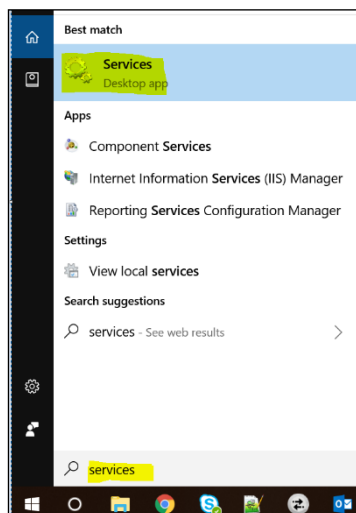 Best match
Services
Desktop app
Apps
Component Services
Internet Information Services (IIS) Manager
Reporting Services Configuration Manager
Settings
View local services
Search suggestions
services - See web results
services